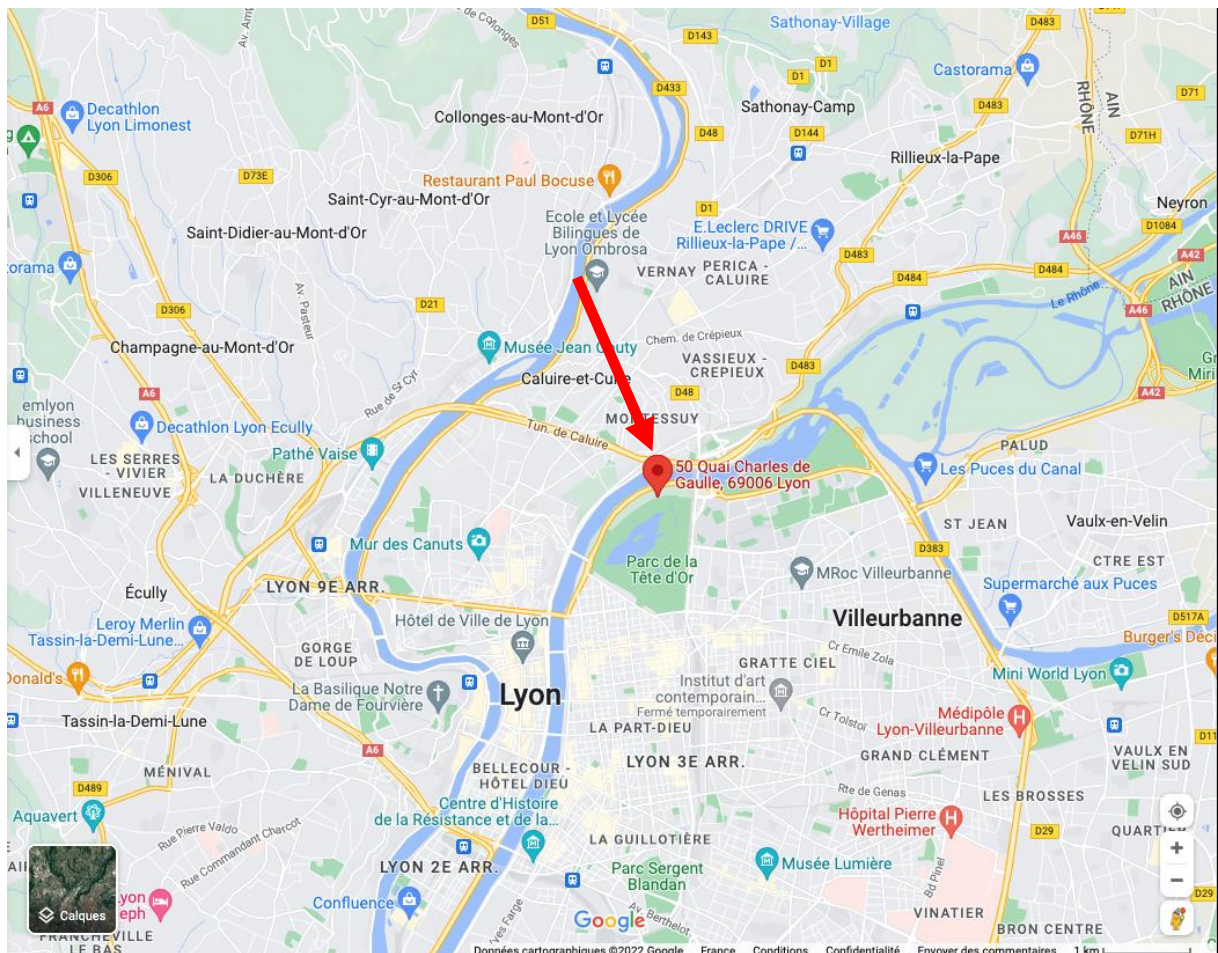 de Collonges
D51
D143
Sathonay-Village
D483
D1
D1
Castorama
A6
Decathlon
Lyon Limonest
D433
D483
RHÔNE
AIN
D71
Collonges-au-Mont-d'Or
Sathonay-Camp
D48
D144
D71H
Rillieux-la-Pape
D306
D73E
Restaurant Paul Bocuse
Saint-Cyr-au-Mont-d'Or
Neyron
D1
Ecole et Lycée
Bilingues de
Lyon Ombrosa
E.Leclerc DRIVE
Rillieux-la-Pape /...
D1084
A46
Saint-Didier-au-Mont-d'Or
D483
A42
VERNAY
PERICA -
CALUIRE
D484
D484
AIN
RHÔNE
Le Rhône
D306
D21
Av. Pasteur
A46
Champagne-au-Mont-d'Or
Musée Jean Couty
Chem. de Crépieux
VASSIEUX -
CREPIEUX
D483
Rue de St Cyr
Caluire-et-Cuire
D48
A6
A42
emlyon
business
school
Decathlon Lyon Ecully
MONTESSUY
Tun. de Caluire
PALUD
LES SERRES
- VIVIER
VILLENEUVE
Pathé Vaise
LA DUCHÈRE
50 Quai Charles de
Gaulle, 69006 Lyon
Les Puces du Canal
ST JEAN
Vaulx-en-Velin
Mur des Canuts
D383
Parc de la
Tête d'Or
CTRE EST
MRoc Villeurbanne
LYON 9E ARR.
Supermarché aux Puces
Écully
Villeurbanne
Leroy Merlin
Tassin-la-Demi-Lune...
Hôtel de Ville de Lyon
D517A
GORGE
DE LOUP
Cr Emile Zola
GRATTE CIEL
Mini World Lyon
La Basilique Notre
Dame de Fourvière
Lyon
Institut d'art
contemporain...
Fermé temporairement
Tassin-la-Demi-Lune
LA PART-DIEU
Cr Tolstoï
Médipôle
Lyon-Villeurbanne
A6
LYON 3E ARR.
GRAND CLÉMENT
VAULX EN
VELIN SUD
MÉNIVAL
BELLECOUR -
HÔTEL DIEU
D489
Rte de Genas
LES BROSSES
Aquavert
Centre d'Histoire
de la Résistance et de la...
Hôpital Pierre
Wertheimer
Rue Pierre Valdo
Rue Commandant Charcot
LA GUILLOTIÈRE
D29
LYON 2E ARR.
Parc Sergent
Blandan
Musée Lumière
Bd Pinel
D29
Calques
Confluence
Google
Av. Berthelot
VINATIER
FRANCHEVILLE
LE BAS
BRON CENTRE
Données cartographiques ©2022 Google France Conditions Confidentialité Envoyer des commentaires 1 km